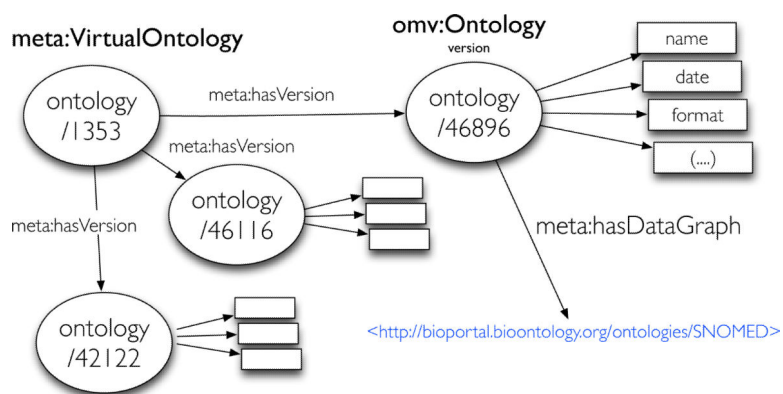 meta:VirtualOntology
omv:Ontology
version
name
date
format
(....)
ontology
/1353
meta:hasVersion
ontology
/46896
meta:hasVersion
ontology
/46116
meta:hasVersion
meta:hasDataGraph
ontology
/42122
<http://bioportal.bioontology.org/ontologies/SNOMED>